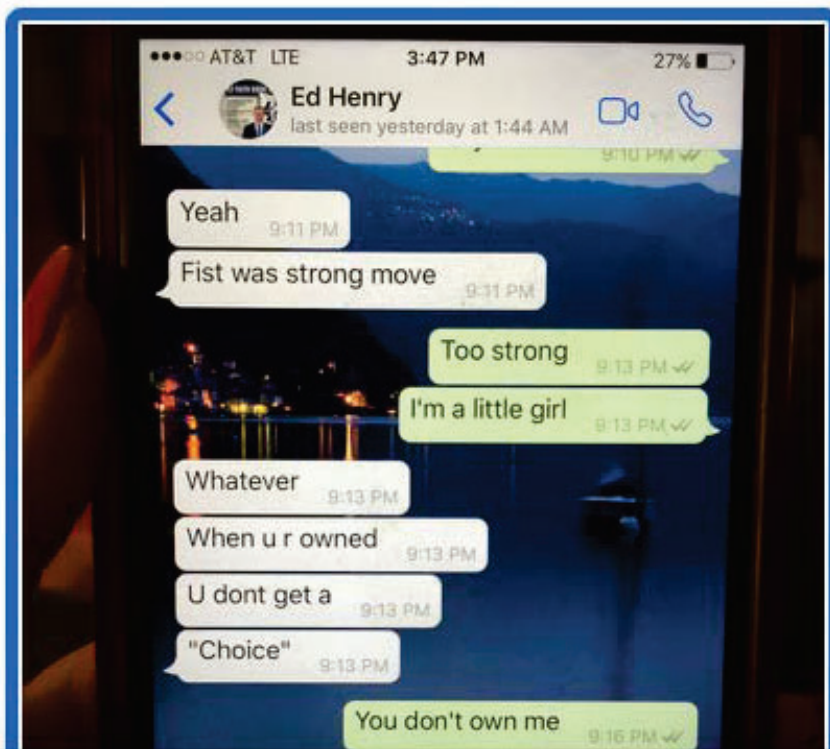 AT&T LTE 3:47 PM 27%
Ed Henry
last seen yesterday at 1:44 AM
9:10 PM
Yeah 9:11 PM
Fist was strong move 9:11 PM
Too strong 9:13 PM
I'm a little girl 9:13 PM
Whatever 9:13 PM
When u r owned 9:13 PM
U dont get a 9:13 PM
"Choice" 9:13 PM
You don't own me 9:16 PM